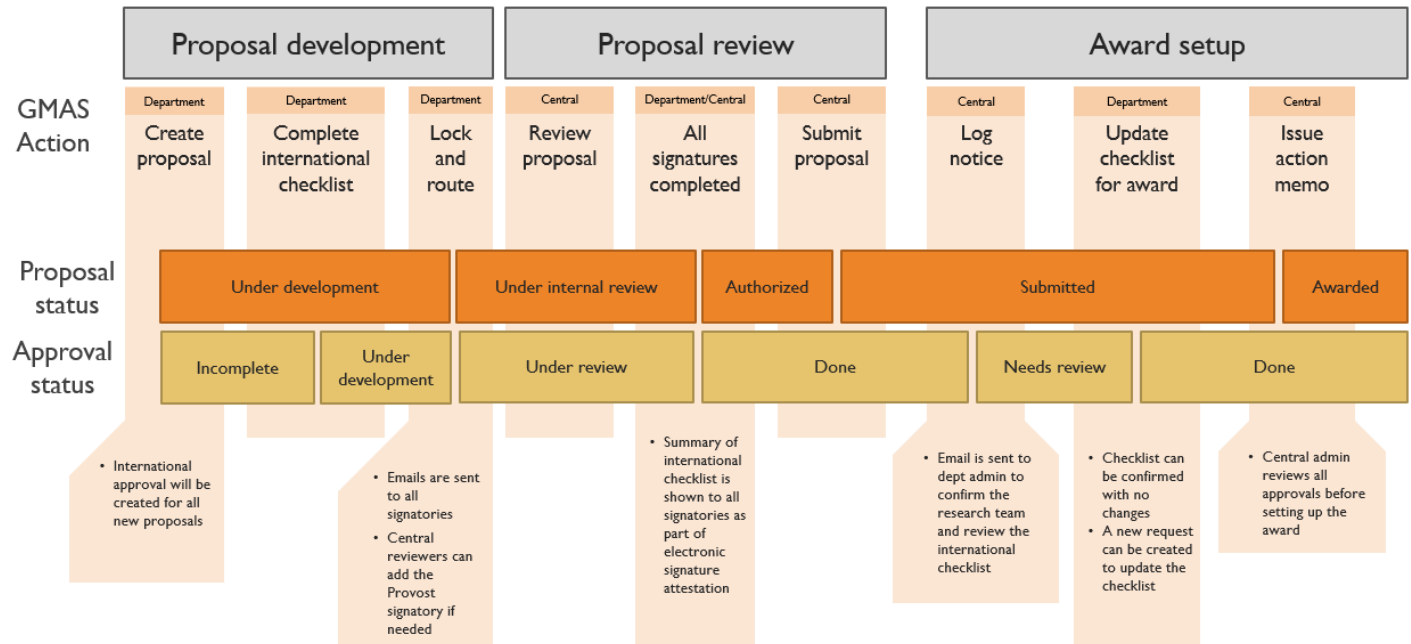 Proposal development
Proposal review
Award setup
GMAS
Action
Department
Create
proposal
Department
Complete
international
checklist
Department
Lock
and
route
Central
Review
proposal
Department/Central
All
signatures
completed
Central
Submit
proposal
Central
Log
notice
Department
Update
checklist
for award
Central
Issue
action
memo
Proposal
status
Under development
Under internal review
Authorized
Submitted
Awarded
Approval
status
Incomplete
Under
development
Under review
Done
Needs review
Done
• International
approval will be
created for all
new proposals
• Emails are sent
to all
signatories
• Central
reviewers can
add the
Provost
signatory if
needed
• Summary of
international
checklist is
shown to all
signatories as
part of
electronic
signature
attestation
• Email is sent to
dept admin to
confirm the
research team
and review the
international
checklist
• Checklist can
be confirmed
with no
changes
• A new request
can be created
to update the
checklist
• Central admin
reviews all
approvals before
setting up the
award